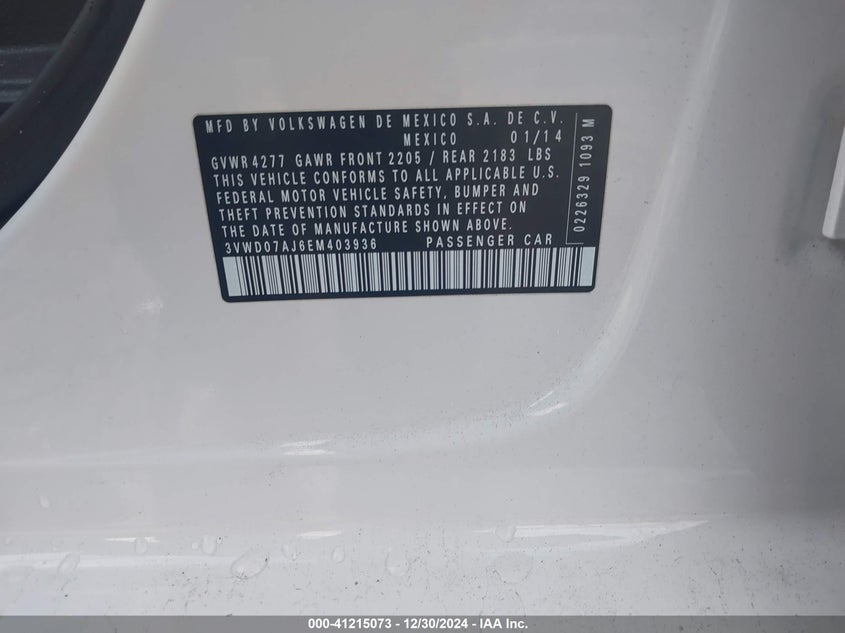 MFD BY VOLKSWAGEN DE MEXICO S.A. DE C.V.
MEXICO 01/14
GVWR 4277 GAWR FRONT 2205 / REAR 2183 LBS
THIS VEHICLE CONFORMS TO ALL APPLICABLE U.S.
FEDERAL MOTOR VEHICLE SAFETY, BUMPER AND
THEFT PREVENTION STANDARDS IN EFFECT ON
THE DATE OF MANUFACTURE SHOWN ABOVE.
3VWD07AJ6EM403936 PASSENGER CAR
0226329 1093 M
000-41215073 - 12/30/2024 - IAA Inc.